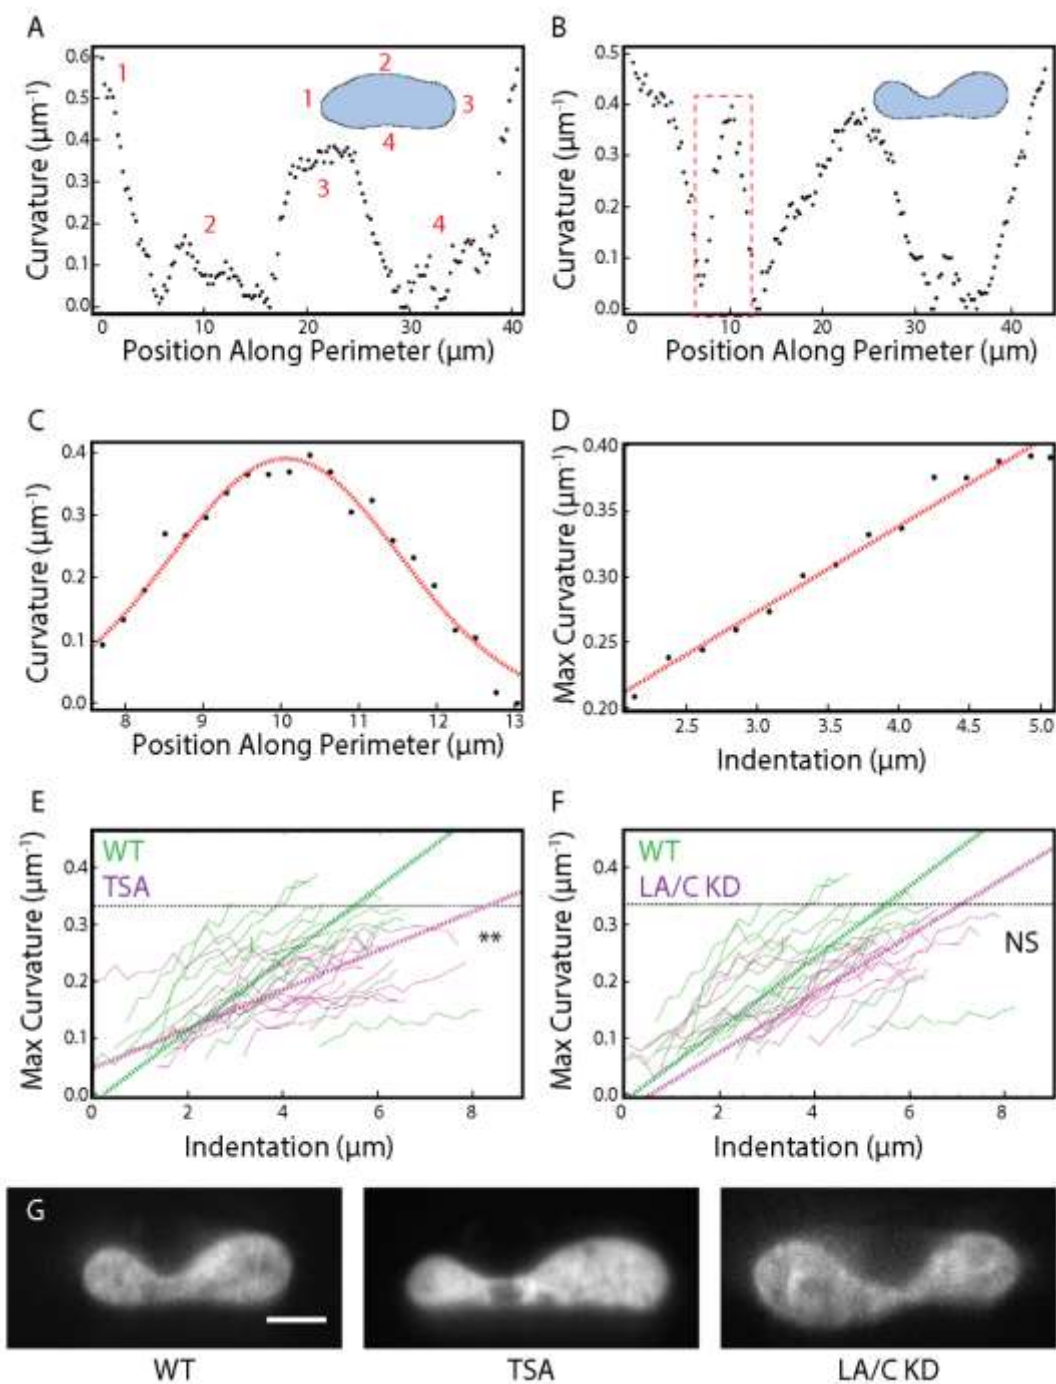 A
B
Curvature (µm⁻¹)
0.6
0.5
0.4
0.3
0.2
0.1
0.0
1
2
3
4
1
2
3
4
0
10
20
30
40
Position Along Perimeter (µm)
Curvature (µm⁻¹)
0.5
0.4
0.3
0.2
0.1
0.0
0
10
20
30
40
Position Along Perimeter (µm)
C
D
Curvature (µm⁻¹)
0.4
0.3
0.2
0.1
0.0
8
9
10
11
12
13
Position Along Perimeter (µm)
Max Curvature (µm⁻¹)
0.40
0.35
0.30
0.25
0.20
2.5
3.0
3.5
4.0
4.5
5.0
Indentation (µm)
E
F
Max Curvature (µm⁻¹)
0.4
0.3
0.2
0.1
0.0
WT
TSA
**
0
2
4
6
8
Indentation (µm)
Max Curvature (µm⁻¹)
0.4
0.3
0.2
0.1
0.0
WT
LA/C KD
NS
0
2
4
6
8
Indentation (µm)
G
WT
TSA
LA/C KD